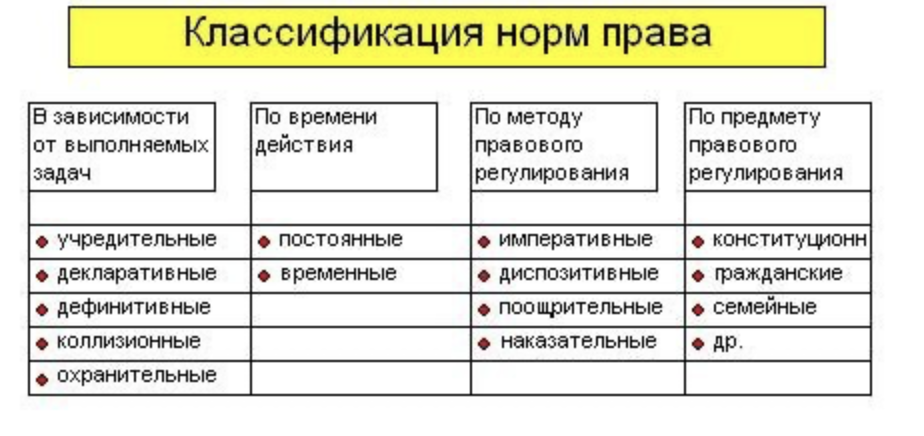 Классификация норм права
В зависимости
от выполняемых
задач
По времени
действия
По методу
правового
регулирования
По предмету
правового
регулирования
учредительные
постоянные
императивные
конституционн
декларативные
временные
диспозитивные
гражданские
дефинитивные
поощрительные
семейные
коллизионные
наказательные
др.
охранительные